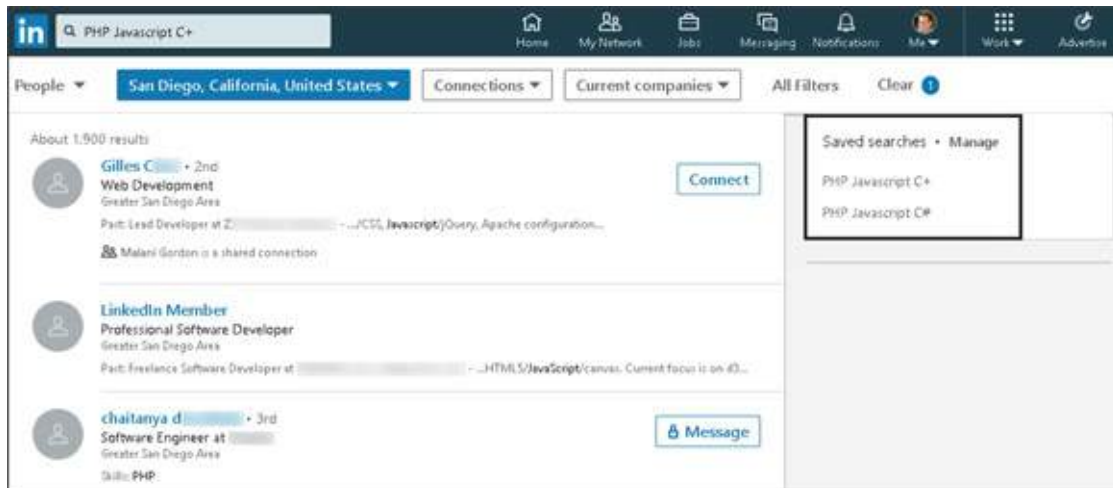 in PHP Javascript C+ Home My Network Jobs Messaging Notifications Me Work Advertise
People San Diego, California, United States Connections Current companies All Filters Clear 1
About 1,900 results
Gilles C • 2nd
Web Development
Greater San Diego Area
Past: Lead Developer at Z - .../CSS, Javascript/jQuery, Apache configuration...
Malani Gordon is a shared connection
Connect
LinkedIn Member
Professional Software Developer
Greater San Diego Area
Past: Freelance Software Developer at - ...HTML5/JavaScript/canvas. Current focus is on d3...
chaitanya d • 3rd
Software Engineer at
Greater San Diego Area
Skills: PHP
Message
Saved searches • Manage
PHP Javascript C+
PHP Javascript C#